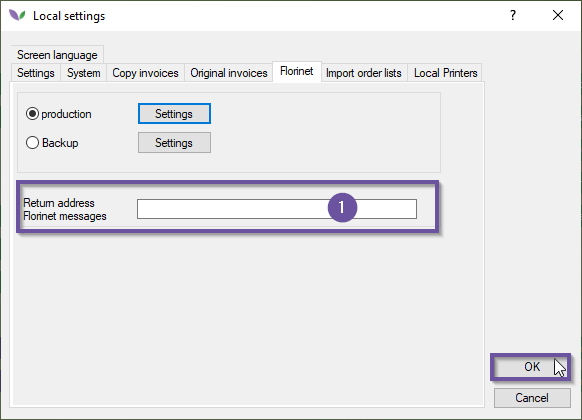 Local settings
?
Screen language
Settings System Copy invoices Original invoices Florinet Import order lists Local Printers
production Settings
Backup Settings
Return address
Florinet messages
1
OK
Cancel